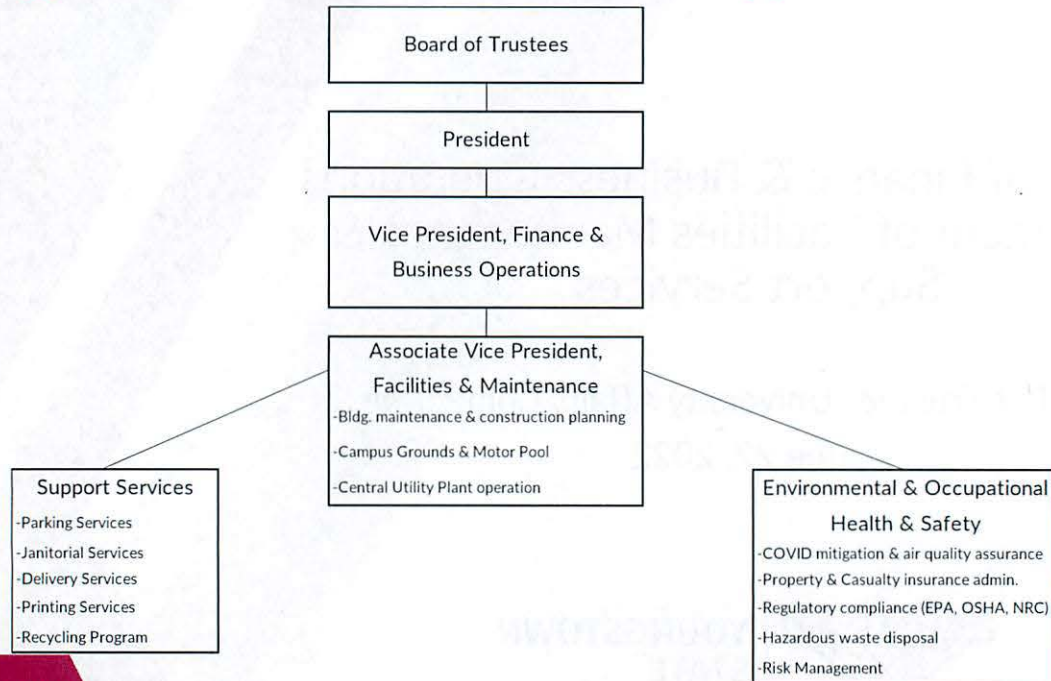 Board of Trustees
President
Vice President, Finance &
Business Operations
Associate Vice President,
Facilities & Maintenance
-Bldg. maintenance & construction planning
-Campus Grounds & Motor Pool
-Central Utility Plant operation
Support Services
-Parking Services
-Janitorial Services
-Delivery Services
-Printing Services
-Recycling Program
Environmental & Occupational
Health & Safety
-COVID mitigation & air quality assurance
-Property & Casualty insurance admin.
-Regulatory compliance (EPA, OSHA, NRC)
-Hazardous waste disposal
-Risk Management